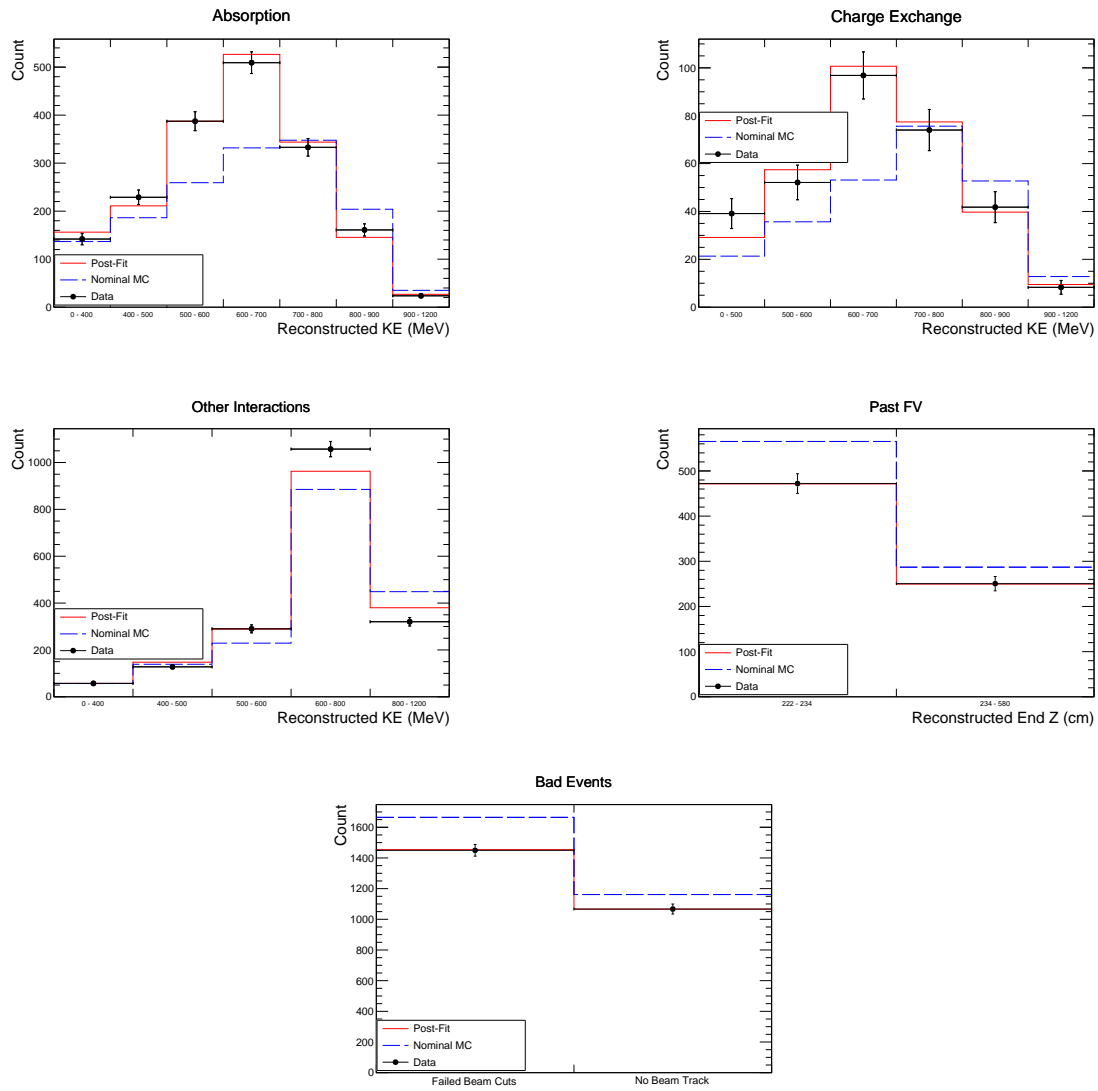 Absorption
Count
500
400
300
200
100
0
Post-Fit
Nominal MC
Data
0 - 400
400 - 500
500 - 600
600 - 700
700 - 800
800 - 900
900 - 1200
Reconstructed KE (MeV)
Charge Exchange
Count
100
80
60
40
20
0
Post-Fit
Nominal MC
Data
0 - 500
500 - 600
600 - 700
700 - 800
800 - 900
900 - 1200
Reconstructed KE (MeV)
Other Interactions
Count
1000
800
600
400
200
0
Post-Fit
Nominal MC
Data
0 - 400
400 - 500
500 - 600
600 - 800
800 - 1200
Reconstructed KE (MeV)
Past FV
Count
500
400
300
200
100
0
Post-Fit
Nominal MC
Data
222 - 234
234 - 580
Reconstructed End Z (cm)
Bad Events
Count
1600
1400
1200
1000
800
600
400
200
0
Post-Fit
Nominal MC
Data
Failed Beam Cuts
No Beam Track